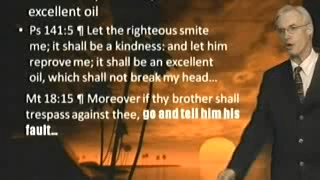 excellent oil
• Ps 141:5 ¶ Let the righteous smite
me; it shall be a kindness: and let him
reprove me; it shall be an excellent
oil, which shall not break my head...
Mt 18:15 ¶ Moreover if thy brother shall
trespass against thee, go and tell him his
fault...